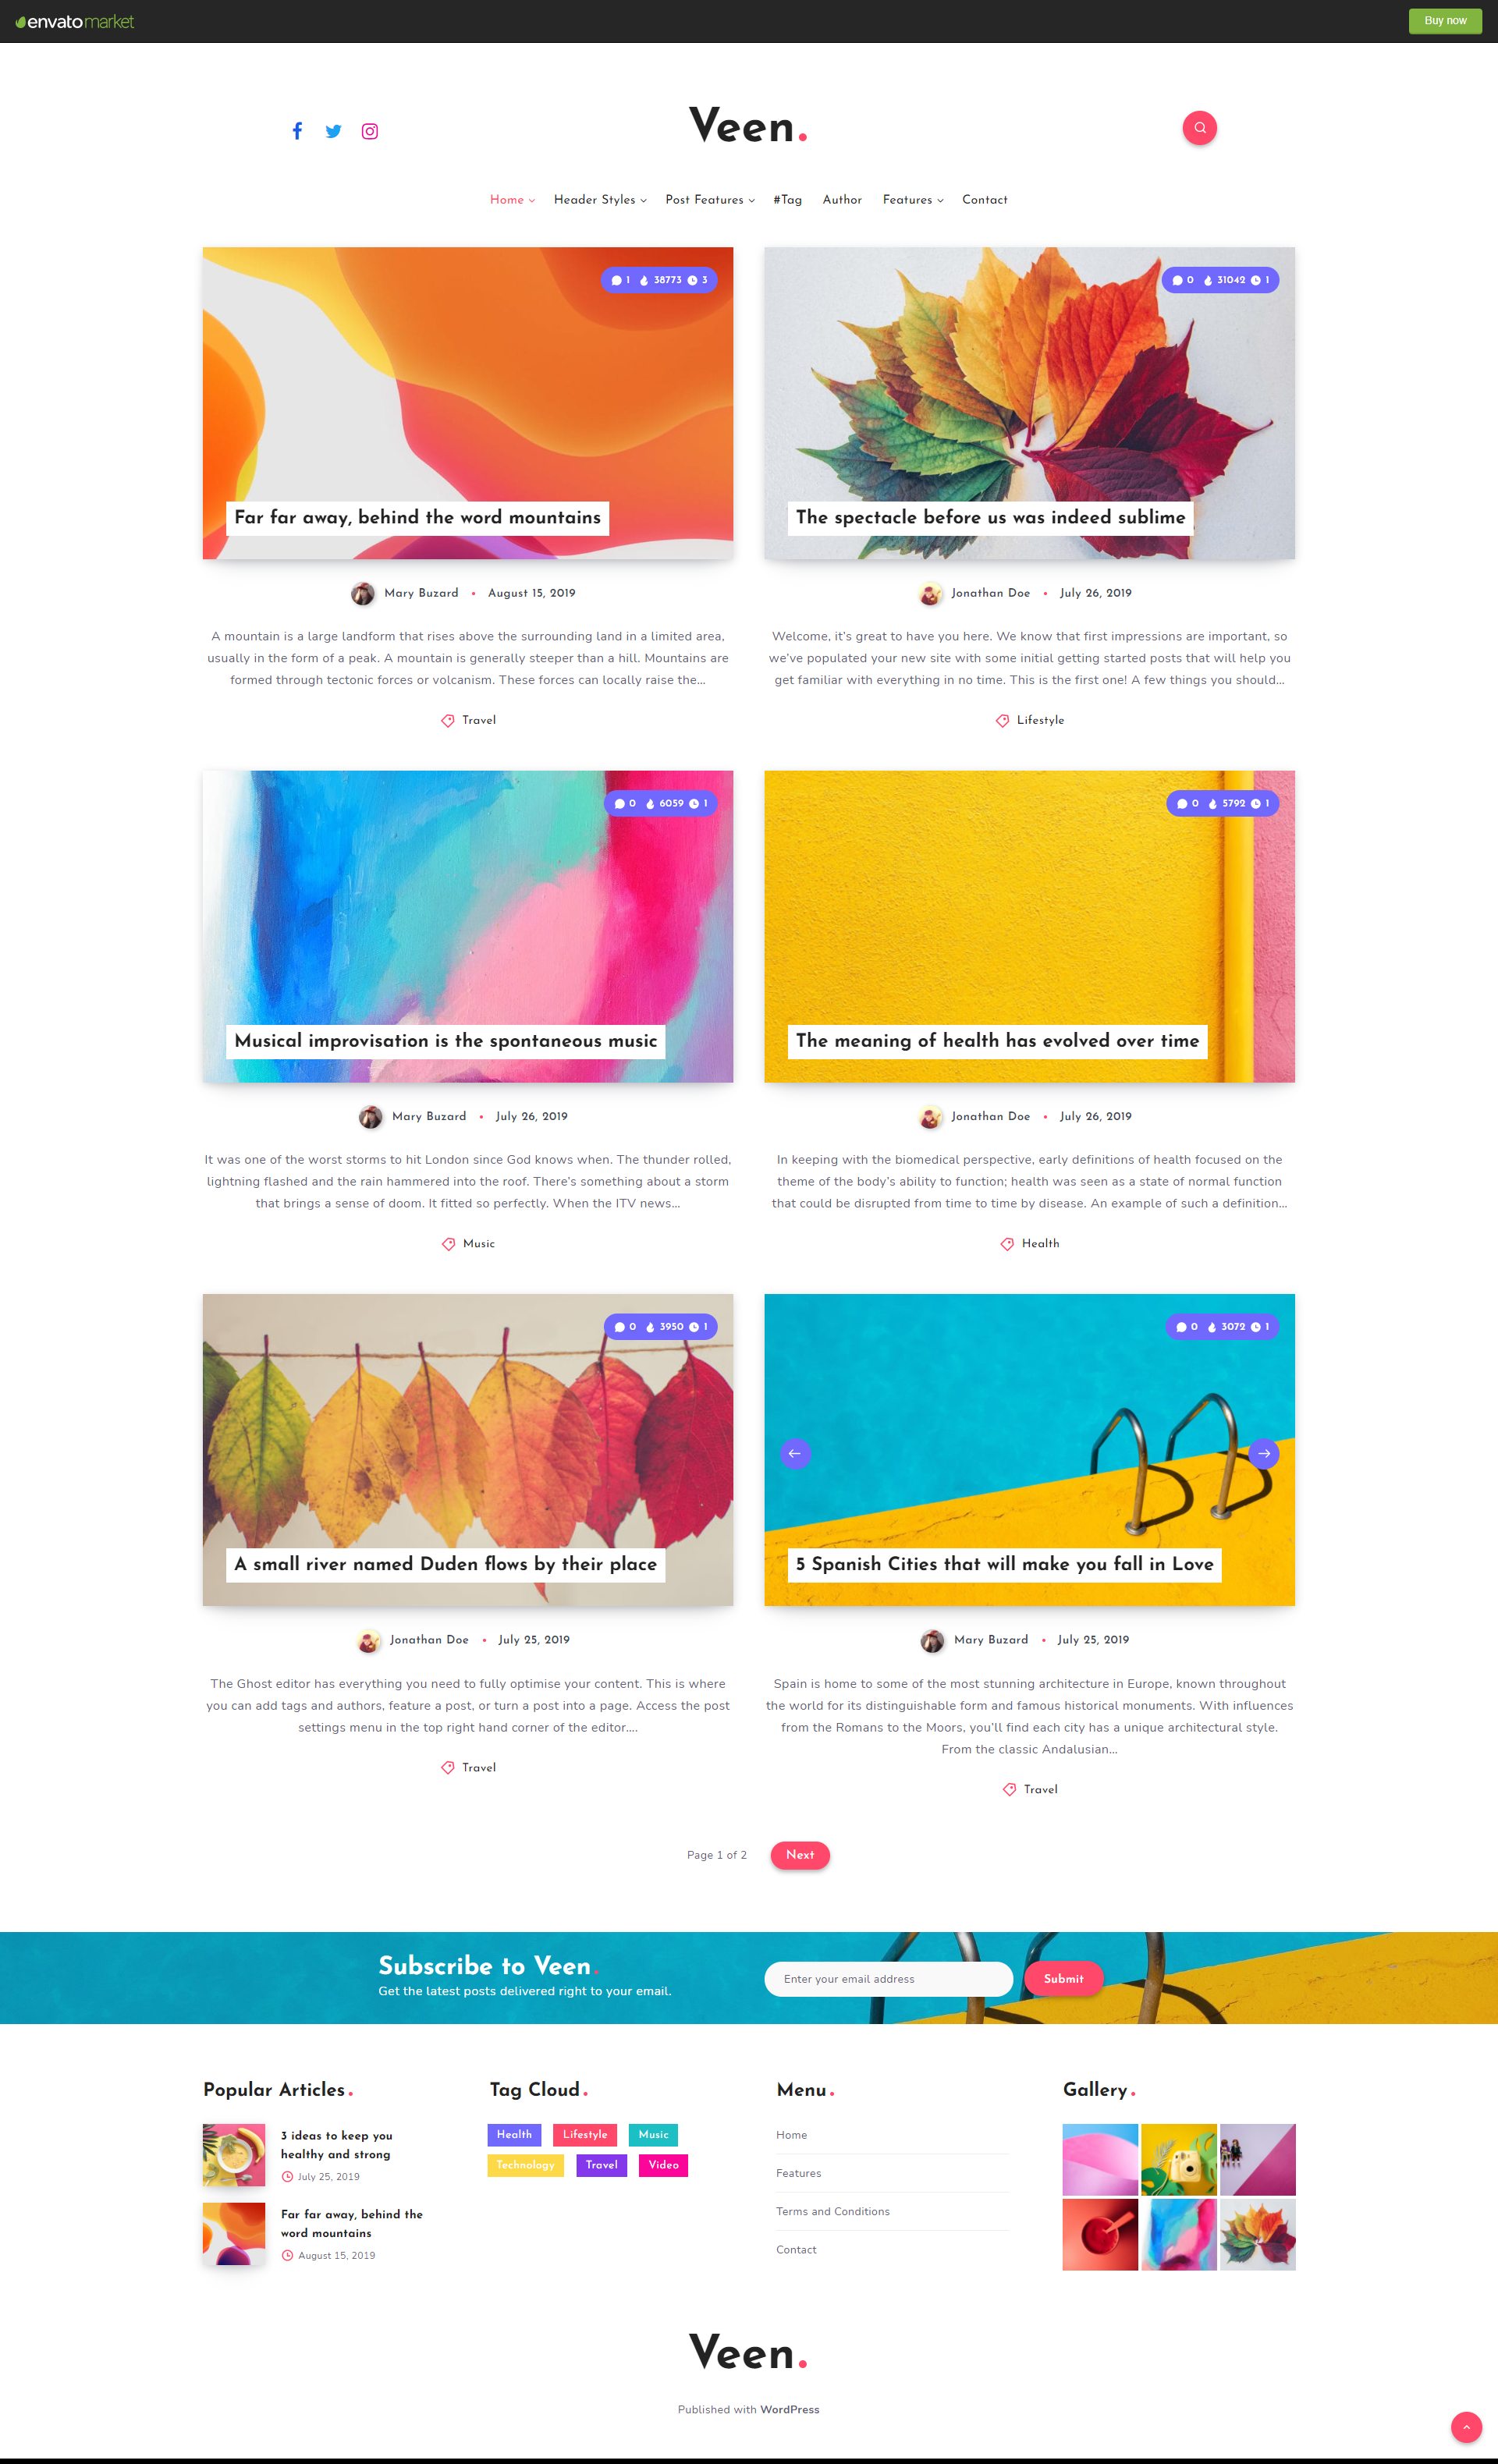 envatomarket
Buy now
Veen.
Home
Header Styles
Post Features
#Tag
Author
Features
Contact
1 38773 3
Far far away, behind the word mountains
Mary Buzard • August 15, 2019
A mountain is a large landform that rises above the surrounding land in a limited area,
usually in the form of a peak. A mountain is generally steeper than a hill. Mountains are
formed through tectonic forces or volcanism. These forces can locally raise the...
Travel
0 31042 1
The spectacle before us was indeed sublime
Jonathan Doe • July 26, 2019
Welcome, it's great to have you here. We know that first impressions are important, so
we've populated your new site with some initial getting started posts that will help you
get familiar with everything in no time. This is the first one! A few things you should...
Lifestyle
0 6059 1
Musical improvisation is the spontaneous music
Mary Buzard • July 26, 2019
It was one of the worst storms to hit London since God knows when. The thunder rolled,
lightning flashed and the rain hammered into the roof. There's something about a storm
that brings a sense of doom. It fitted so perfectly. When the ITV news...
Music
0 5792 1
The meaning of health has evolved over time
Jonathan Doe • July 26, 2019
In keeping with the biomedical perspective, early definitions of health focused on the
theme of the body's ability to function; health was seen as a state of normal function
that could be disrupted from time to time by disease. An example of such a definition...
Health
0 3950 1
A small river named Duden flows by their place
Jonathan Doe • July 25, 2019
The Ghost editor has everything you need to fully optimise your content. This is where
you can add tags and authors, feature a post, or turn a post into a page. Access the post
settings menu in the top right hand corner of the editor....
Travel
0 3072 1
5 Spanish Cities that will make you fall in Love
Mary Buzard • July 25, 2019
Spain is home to some of the most stunning architecture in Europe, known throughout
the world for its distinguishable form and famous historical monuments. With influences
from the Romans to the Moors, you'll find each city has a unique architectural style.
From the classic Andalusian...
Travel
Page 1 of 2
Next
Subscribe to Veen.
Get the latest posts delivered right to your email.
Enter your email address
Submit
Popular Articles.
3 ideas to keep you
healthy and strong
July 25, 2019
Far far away, behind the
word mountains
August 15, 2019
Tag Cloud.
Health
Lifestyle
Music
Technology
Travel
Video
Menu.
Home
Features
Terms and Conditions
Contact
Gallery.
Veen.
Published with WordPress